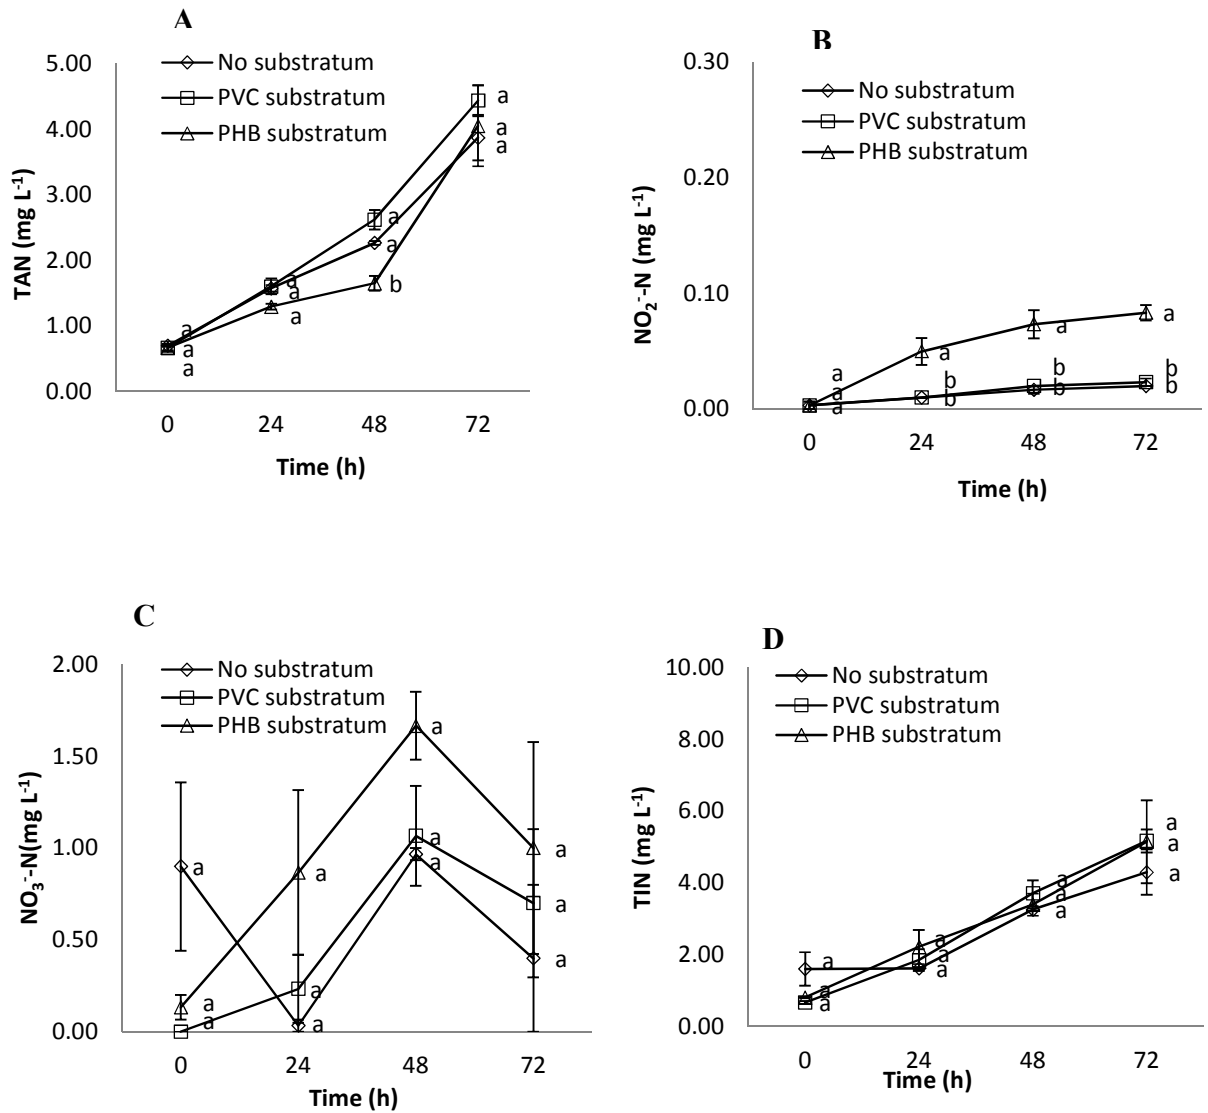 A
No substratum
PVC substratum
PHB substratum
5.00
4.00
3.00
2.00
1.00
0.00
TAN (mg L⁻¹)
a
a
a
a
a
a
a
a
b
a
a
a
0
24
48
72
Time (h)
B
No substratum
PVC substratum
PHB substratum
0.30
0.20
0.10
0.00
NO₂⁻-N (mg L⁻¹)
a
a
a
a
b
b
a
b
b
a
b
b
0
24
48
72
Time (h)
C
No substratum
PVC substratum
PHB substratum
2.00
1.50
1.00
0.50
0.00
NO₃⁻-N(mg L⁻¹)
a
a
a
a
a
a
a
a
a
a
a
a
0
24
48
72
Time (h)
D
No substratum
PVC substratum
PHB substratum
10.00
8.00
6.00
4.00
2.00
0.00
TIN (mg L⁻¹)
a
a
a
a
a
a
a
a
a
a
a
a
0
24
48
72
Time (h)